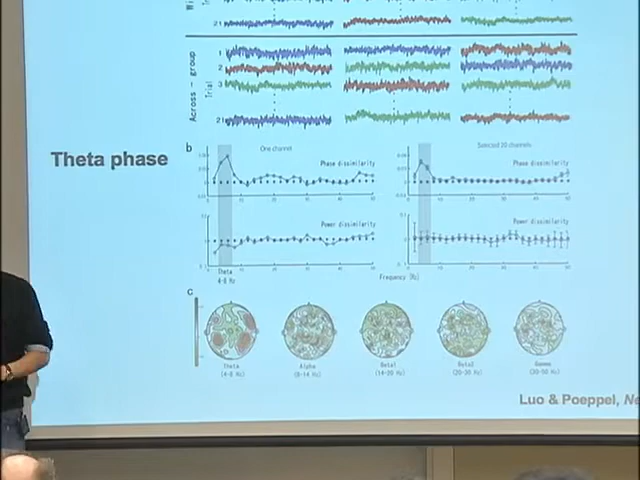 21
Across - group
Trial
1
2
3
21
Theta phase
b
One channel
Selected 20 channels
Phase dissimilarity
Phase dissimilarity
Power dissimilarity
Power dissimilarity
Theta
4-8 Hz
Frequency (Hz)
c
Theta
(4-8 Hz)
Alpha
(8-14 Hz)
Beta1
(14-20 Hz)
Beta2
(20-30 Hz)
Gamma
(30-50 Hz)
Luo & Poeppel, Ne